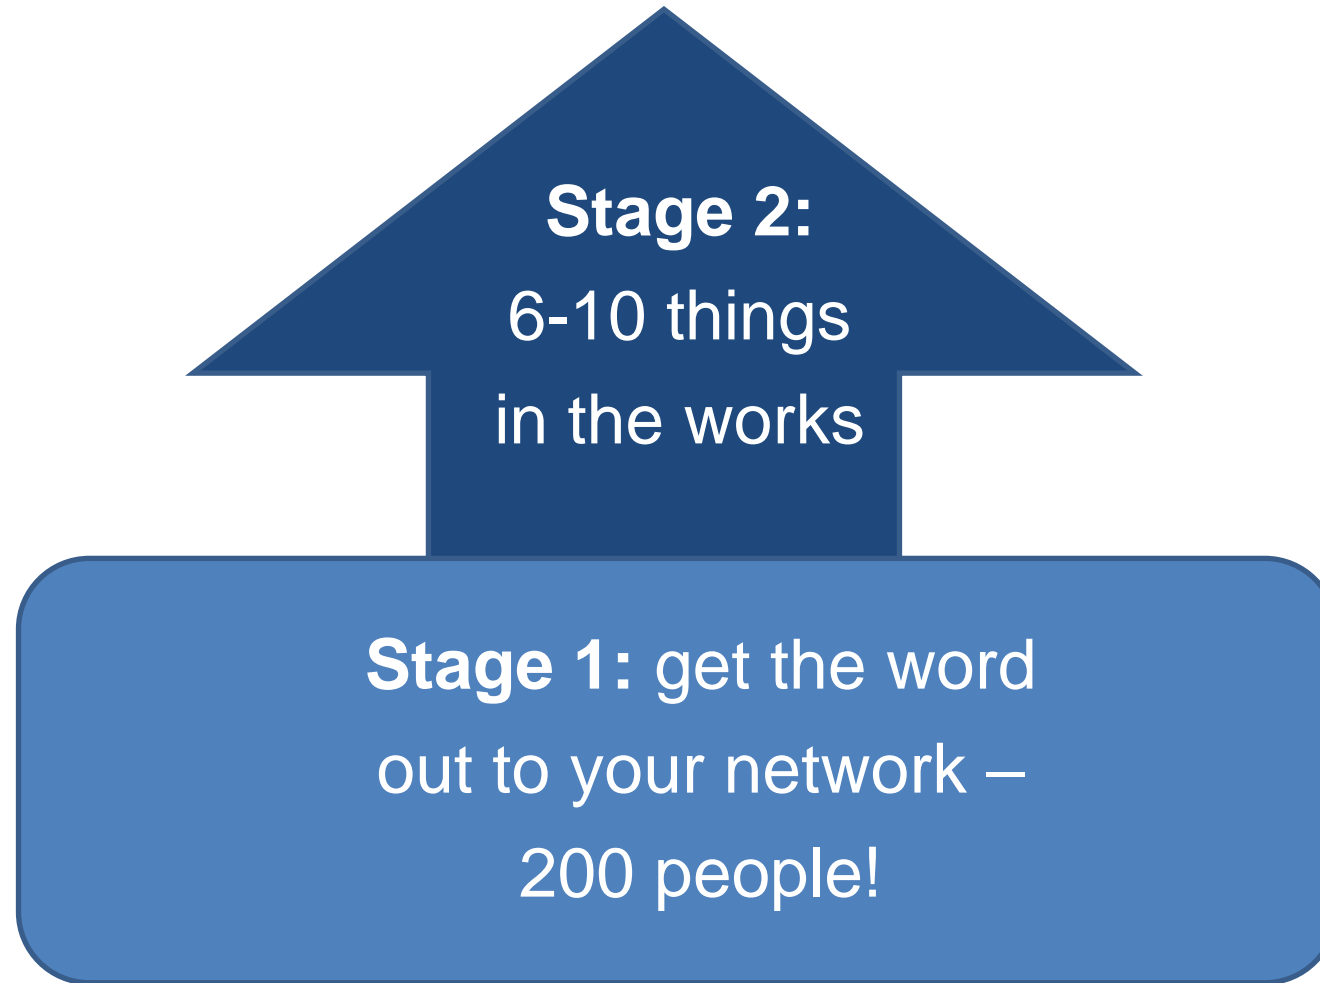 Stage 2:
6-10 things
in the works
Stage 1: get the word
out to your network –
200 people!